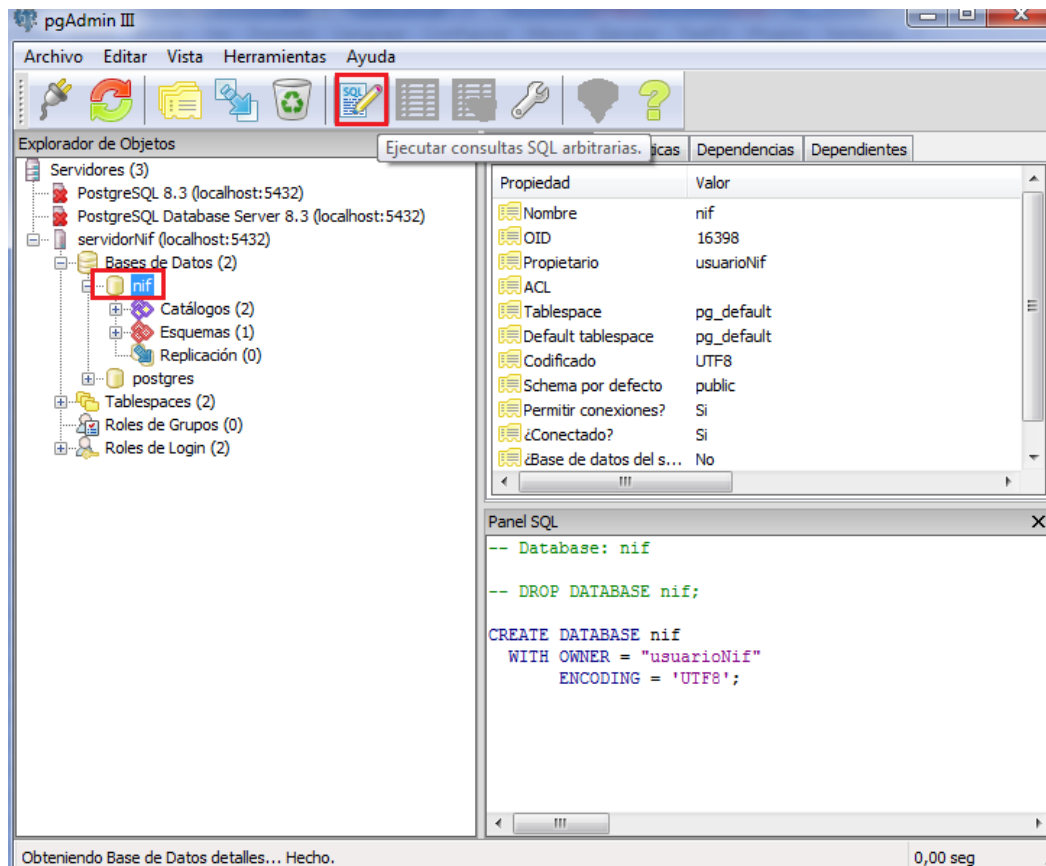 pgAdmin III
Archivo Editar Vista Herramientas Ayuda
SQL
Explorador de Objetos
Ejecutar consultas SQL arbitrarias.
icas Dependencias Dependientes
Servidores (3)
PostgreSQL 8.3 (localhost:5432)
PostgreSQL Database Server 8.3 (localhost:5432)
servidorNif (localhost:5432)
Bases de Datos (2)
nif
Catálogos (2)
Esquemas (1)
Replicación (0)
postgres
Tablespaces (2)
Roles de Grupos (0)
Roles de Login (2)
Propiedad Valor
Nombre nif
OID 16398
Propietario usuarioNif
ACL
Tablespace pg_default
Default tablespace pg_default
Codificado UTF8
Schema por defecto public
Permitir conexiones? Si
¿Conectado? Si
¿Base de datos del s... No
Panel SQL
-- Database: nif
-- DROP DATABASE nif;
CREATE DATABASE nif
WITH OWNER = "usuarioNif"
ENCODING = 'UTF8';
Obteniendo Base de Datos detalles... Hecho. 0,00 seg